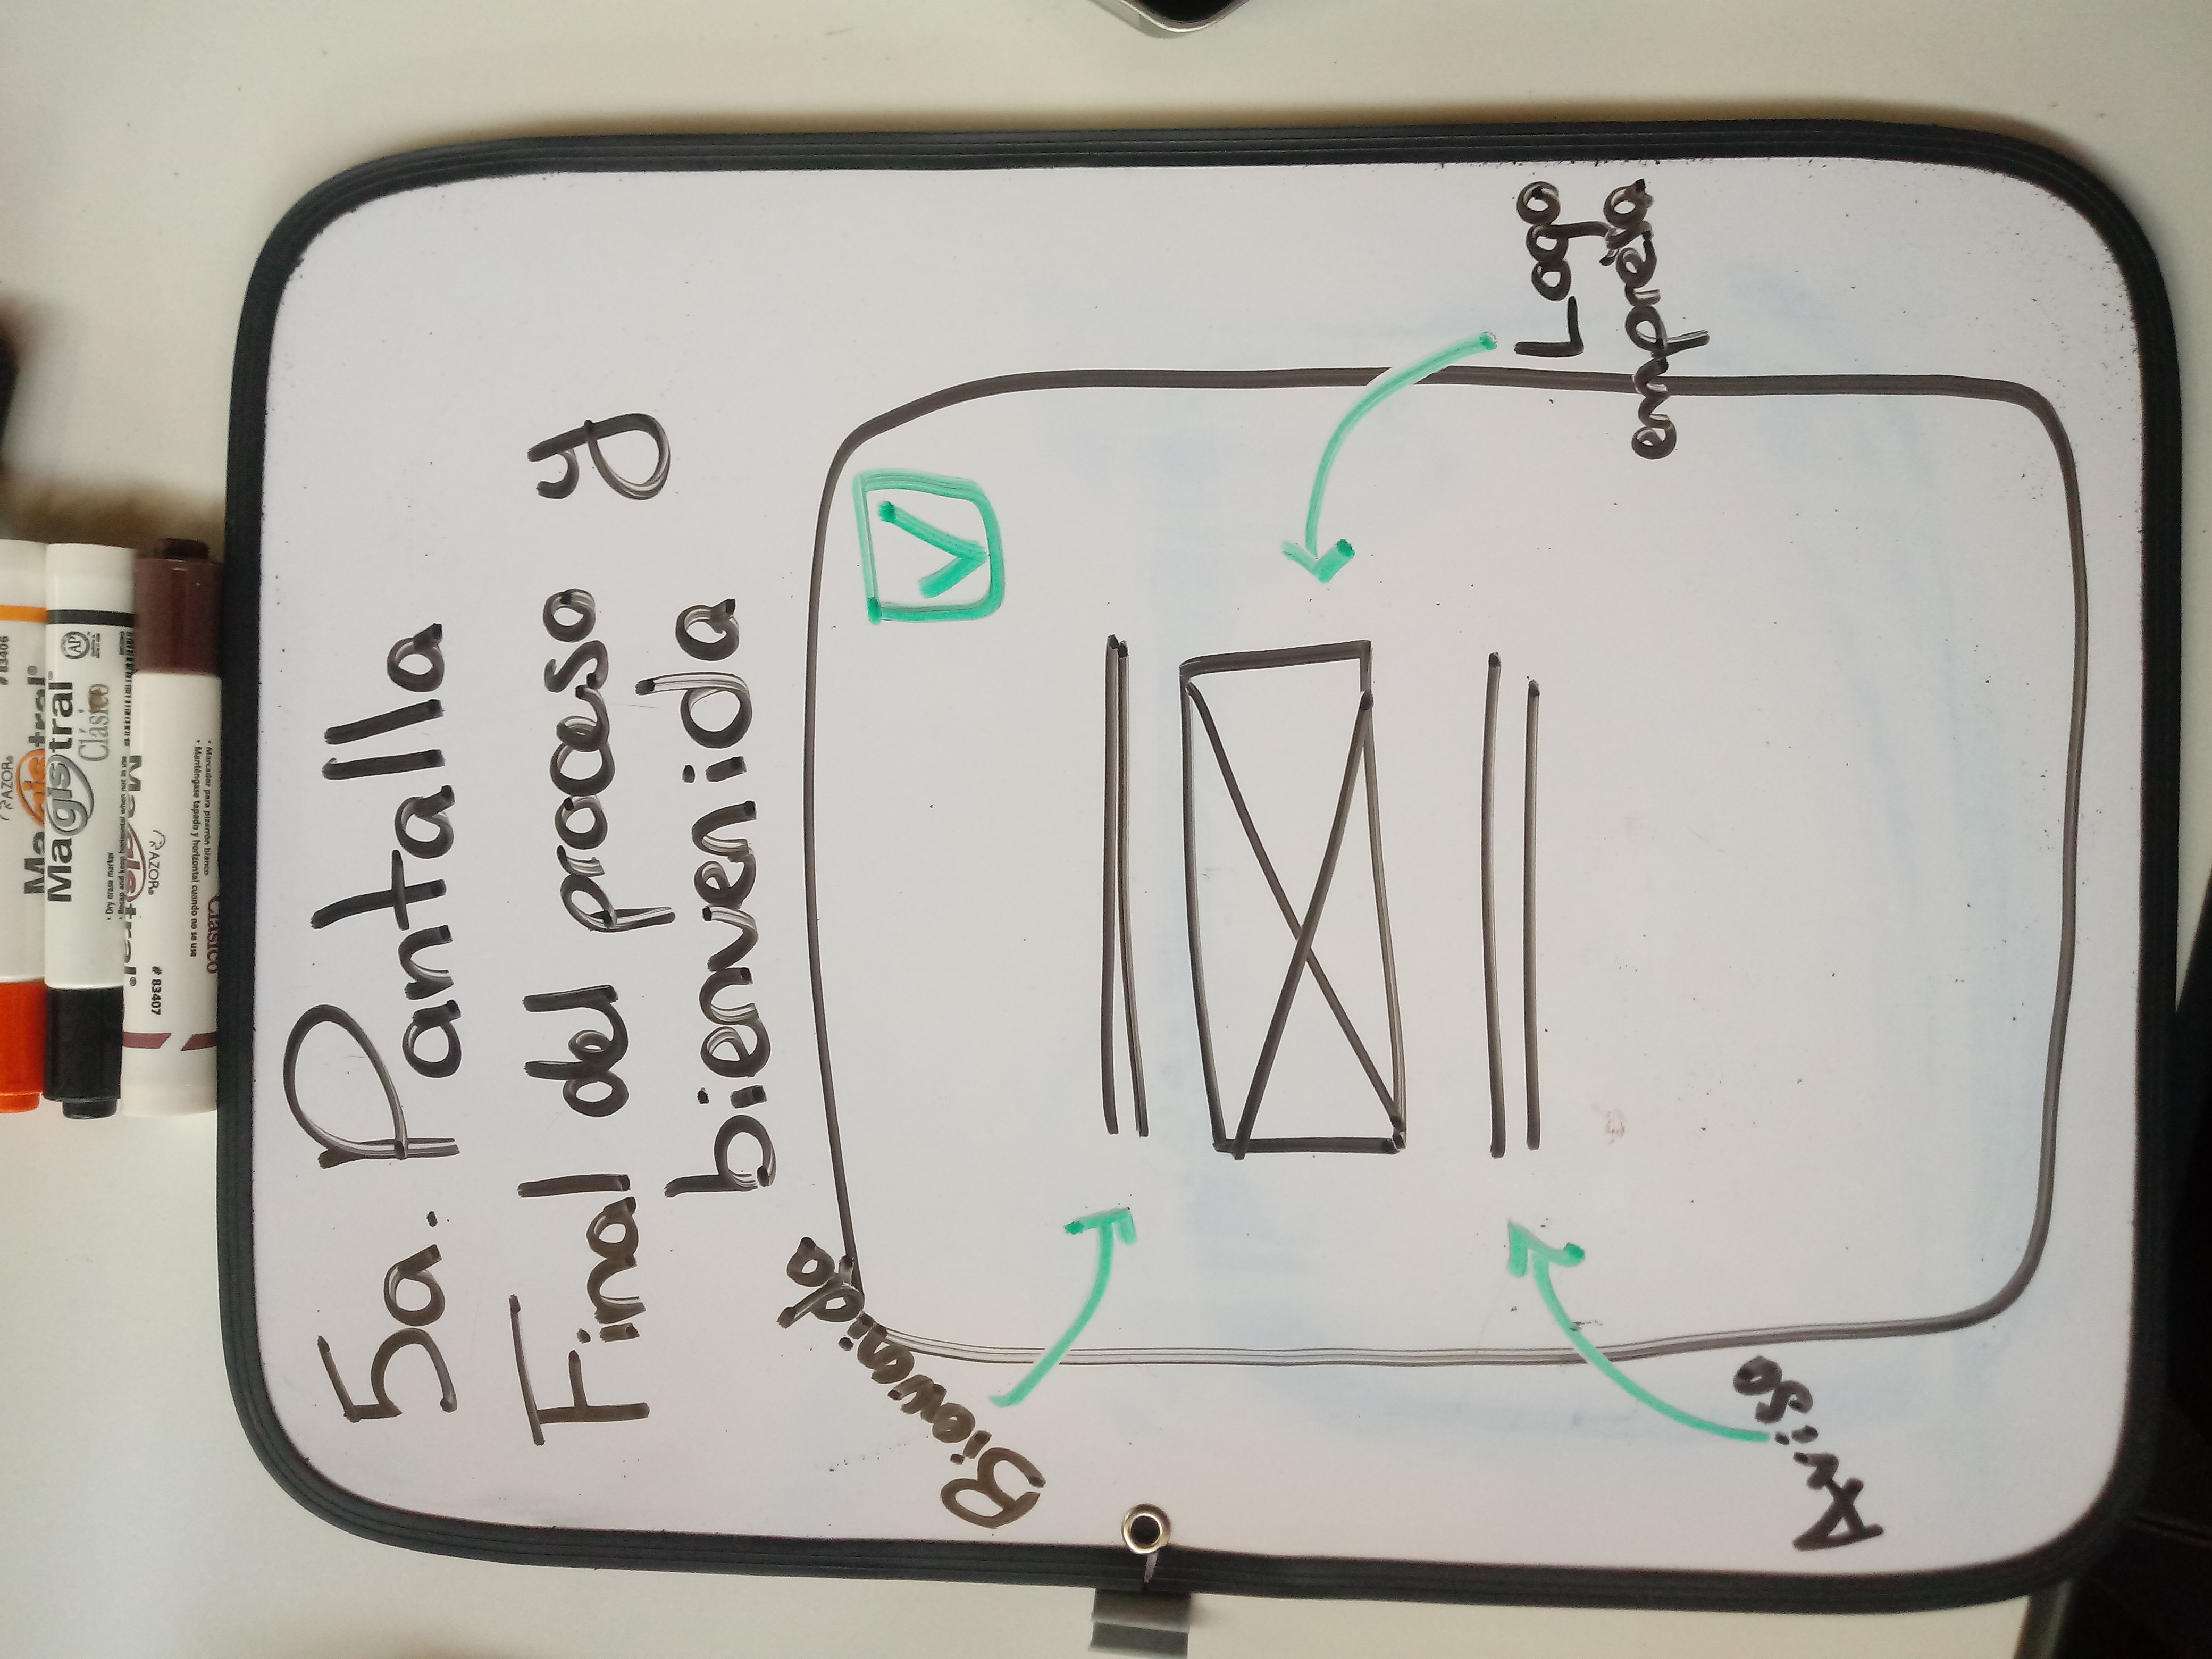 AZOR®
# 83406
Magistral®
Magistral
Clásico
AP
• Dry erase marker
• Recap and keep horizontal when not in use
Magistral®
AZOR®
# 83407
• Manténgase tapado y horizontal cuando no se use
• Marcador para pizarrón blanco
Clásico
5a. Pantalla
Final del proceso y
bienvenida
Bienvenida
Logo
empresa
Aviso